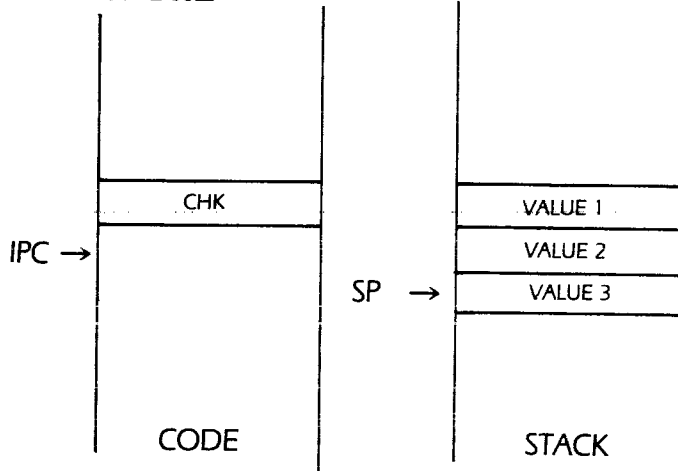 CHK
VALUE 1
IPC →
VALUE 2
SP →
VALUE 3
CODE
STACK